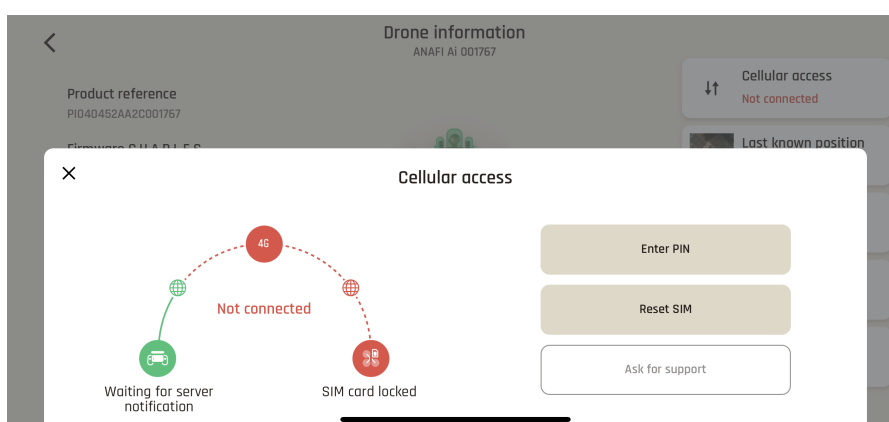 Drone information
ANAFI Ai 001767
Product reference
PI040452AA2C001767
Cellular access
Not connected
Last known position
Cellular access
4G
Not connected
Waiting for server
notification
SIM card locked
Enter PIN
Reset SIM
Ask for support